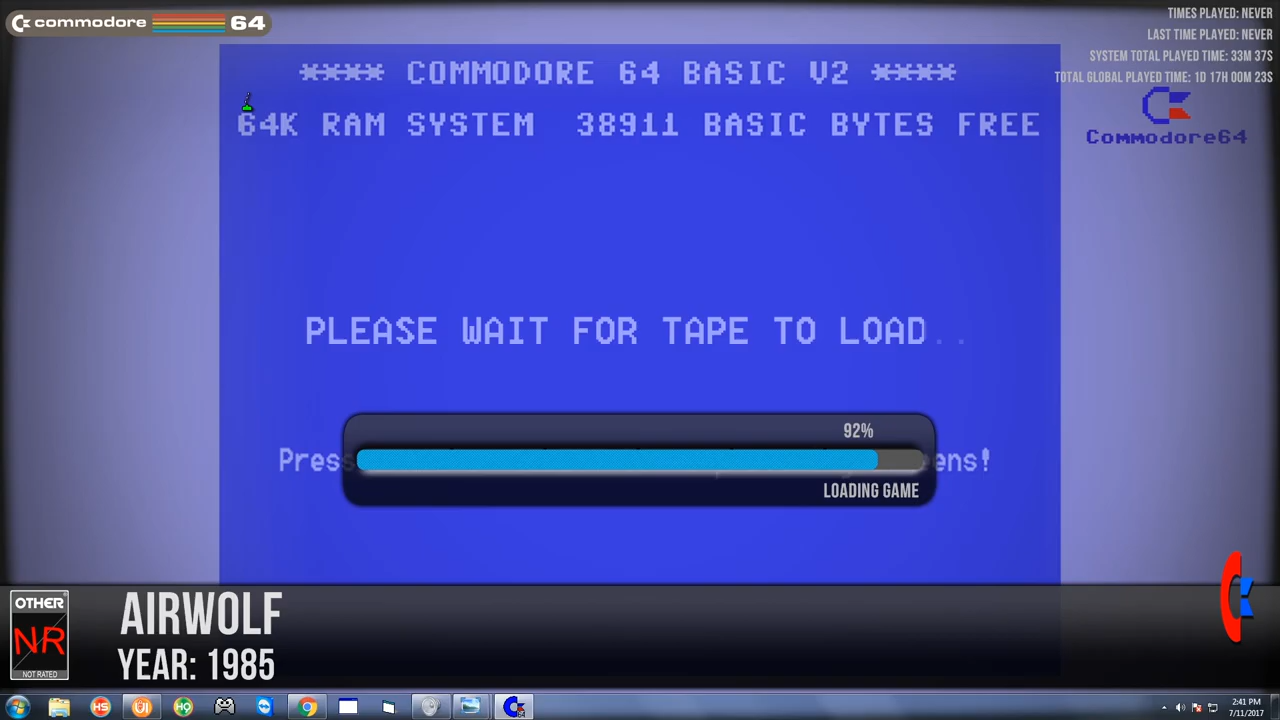 commodore 64
TIMES PLAYED: NEVER
LAST TIME PLAYED: NEVER
SYSTEM TOTAL PLAYED TIME: 33M 37S
TOTAL GLOBAL PLAYED TIME: 1D 17H 00M 23S
Commodore64
**** COMMODORE 64 BASIC V2 ****
64K RAM SYSTEM 38911 BASIC BYTES FREE
PLEASE WAIT FOR TAPE TO LOAD..
92%
Press
LOADING GAME
OTHER
NR
NOT RATED
AIRWOLF
YEAR: 1985
HS
HQ
2:41 PM
7/11/2017